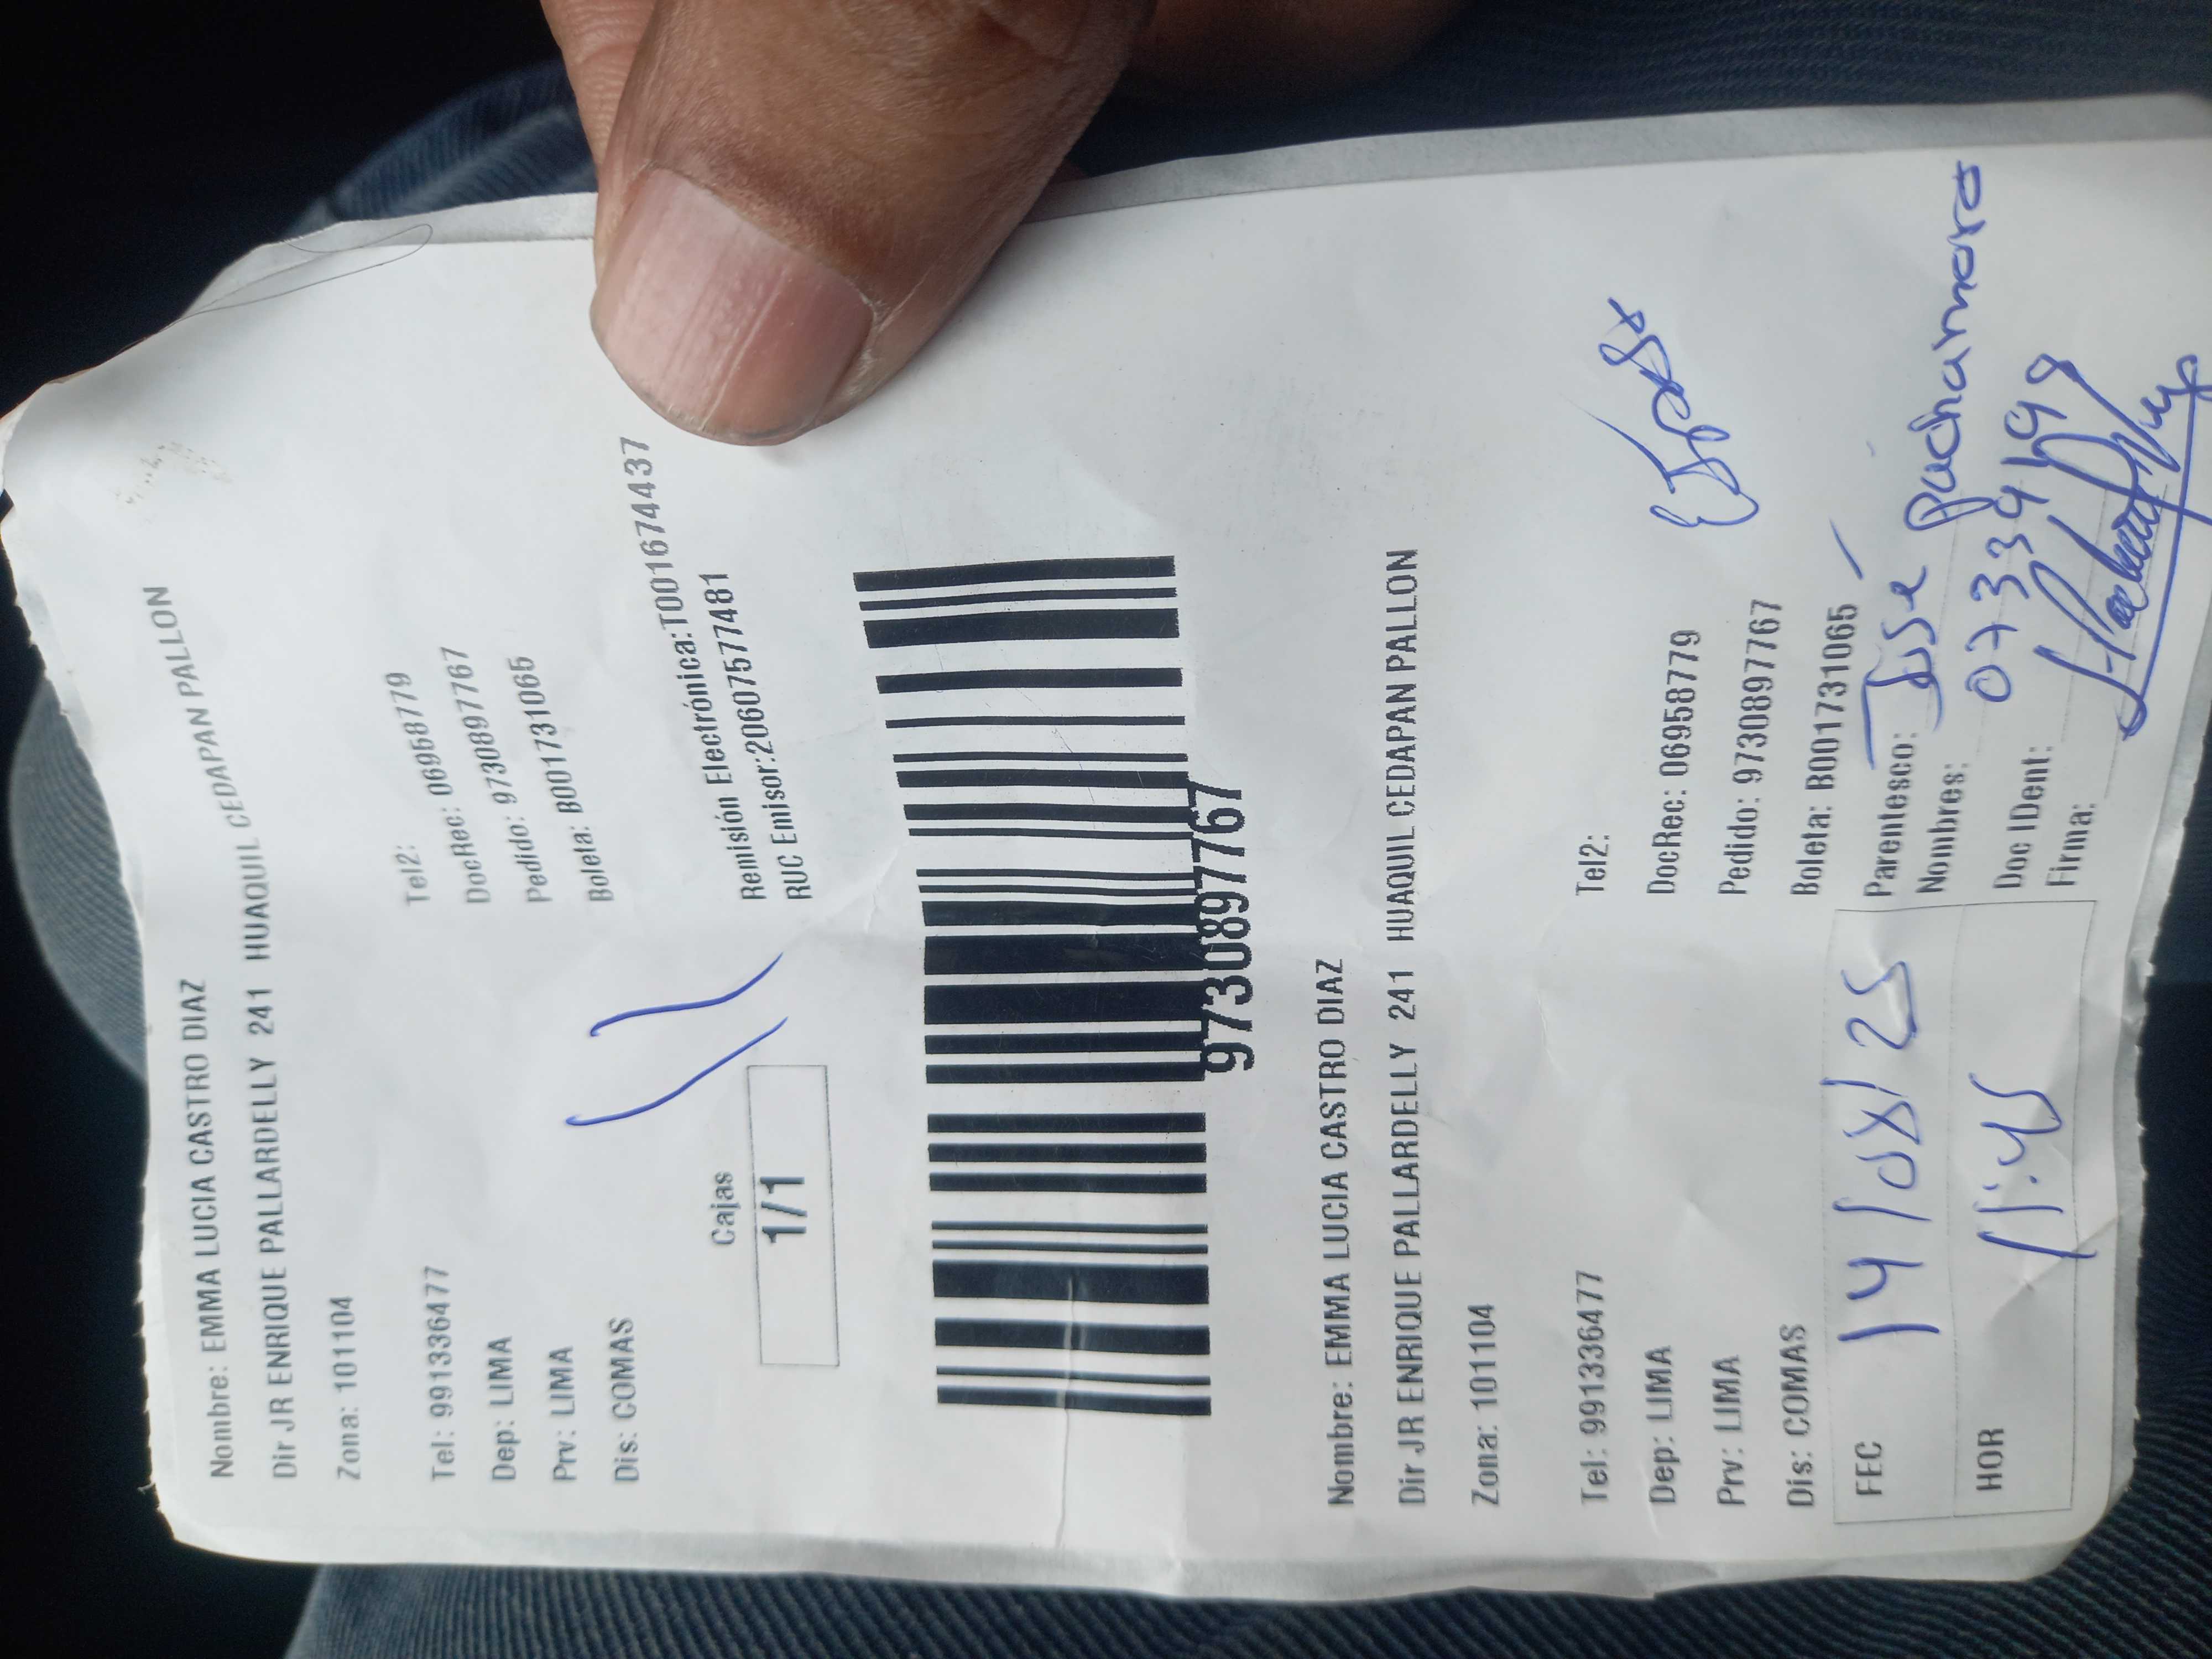 Nombre: EMMA LUCIA CASTRO DIAZ
Dir JR ENRIQUE PALLARDELLY 241 HUAQUIL CEDAPAN PALLON
Zona: 101104
Tel: 991336477 Tel2:
Dep: LIMA DocRec: 06958779
Prv: LIMA Pedido: 9730897767
Dis: COMAS Boleta: B001731065
Cajas
1/1
Remisión Electrónica:T001674437
RUC Emisor:20607577481
9730897767
Nombre: EMMA LUCIA CASTRO DIAZ
Dir JR ENRIQUE PALLARDELLY 241 HUAQUIL CEDAPAN PALLON
Zona: 101104
Tel: 991336477 Tel2:
Dep: LIMA DocRec: 06958779
Prv: LIMA Pedido: 9730897767
Dis: COMAS Boleta: B001731065
FEC 14/08/25 Parentesco:
Nombres: José pachamoro
HOR 11:45 Doc IDent:
Firma: